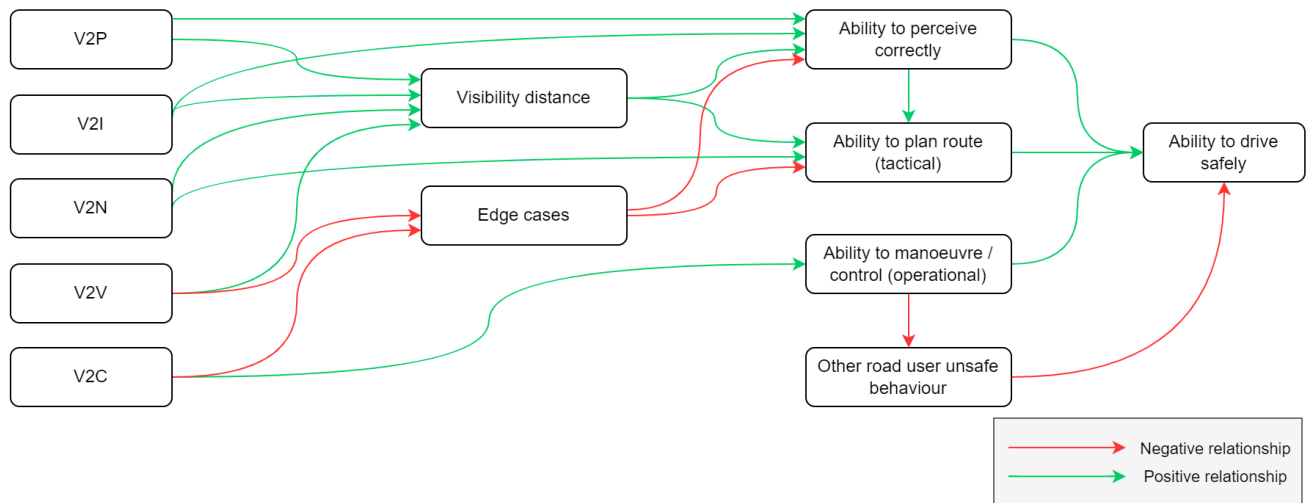 V2P
V2I
V2N
V2V
V2C
Visibility distance
Edge cases
Ability to perceive
correctly
Ability to plan route
(tactical)
Ability to manoeuvre /
control (operational)
Other road user unsafe
behaviour
Ability to drive
safely
Negative relationship
Positive relationship